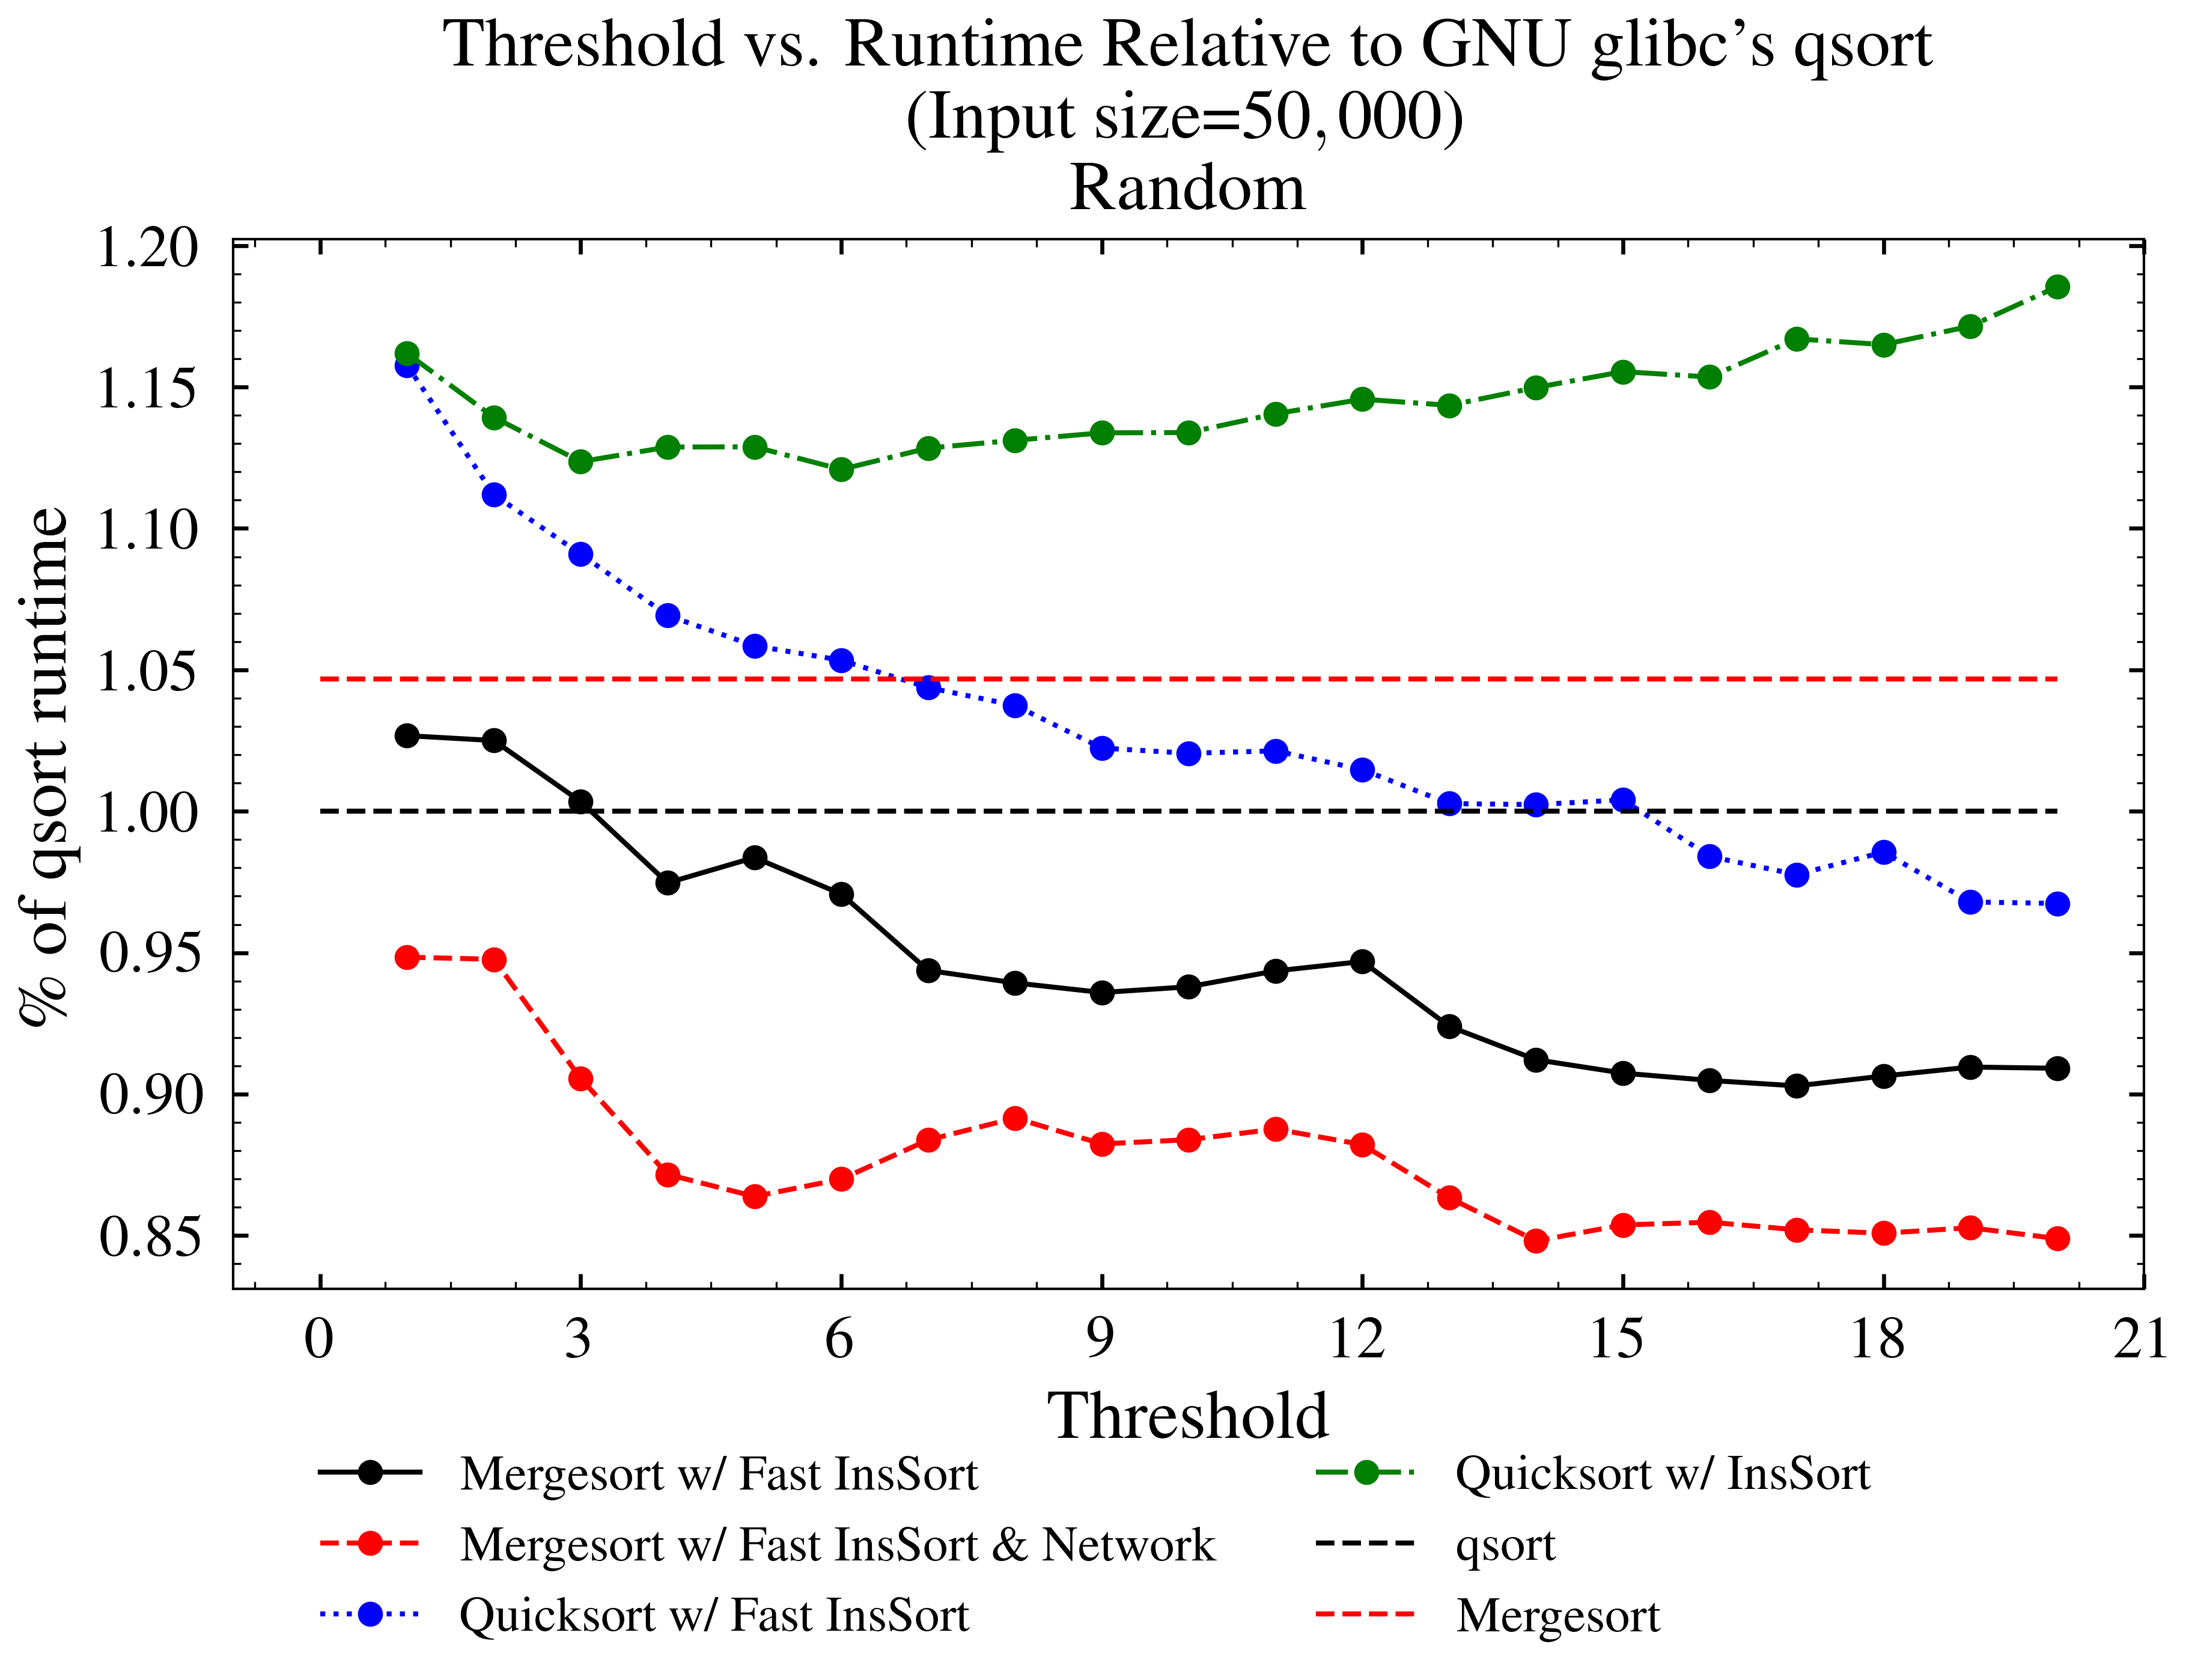 Threshold vs. Runtime Relative to GNU glibc’s qsort
(Input size=50,000)
Random
% of qsort runtime
1.20
1.15
1.10
1.05
1.00
0.95
0.90
0.85
0 3 6 9 12 15 18 21
Threshold
Mergesort w/ Fast InsSort
Mergesort w/ Fast InsSort & Network
Quicksort w/ Fast InsSort
Quicksort w/ InsSort
qsort
Mergesort